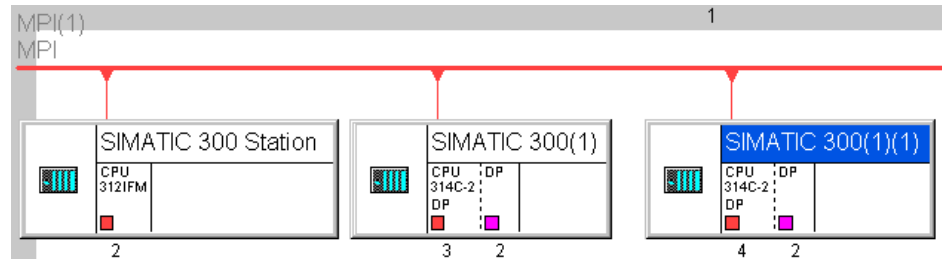 1
MPI(1)
MPI
SIMATIC 300 Station
CPU
312IFM
2
SIMATIC 300(1)
CPU DP
314C-2
DP
3 2
SIMATIC 300(1)(1)
CPU DP
314C-2
DP
4 2